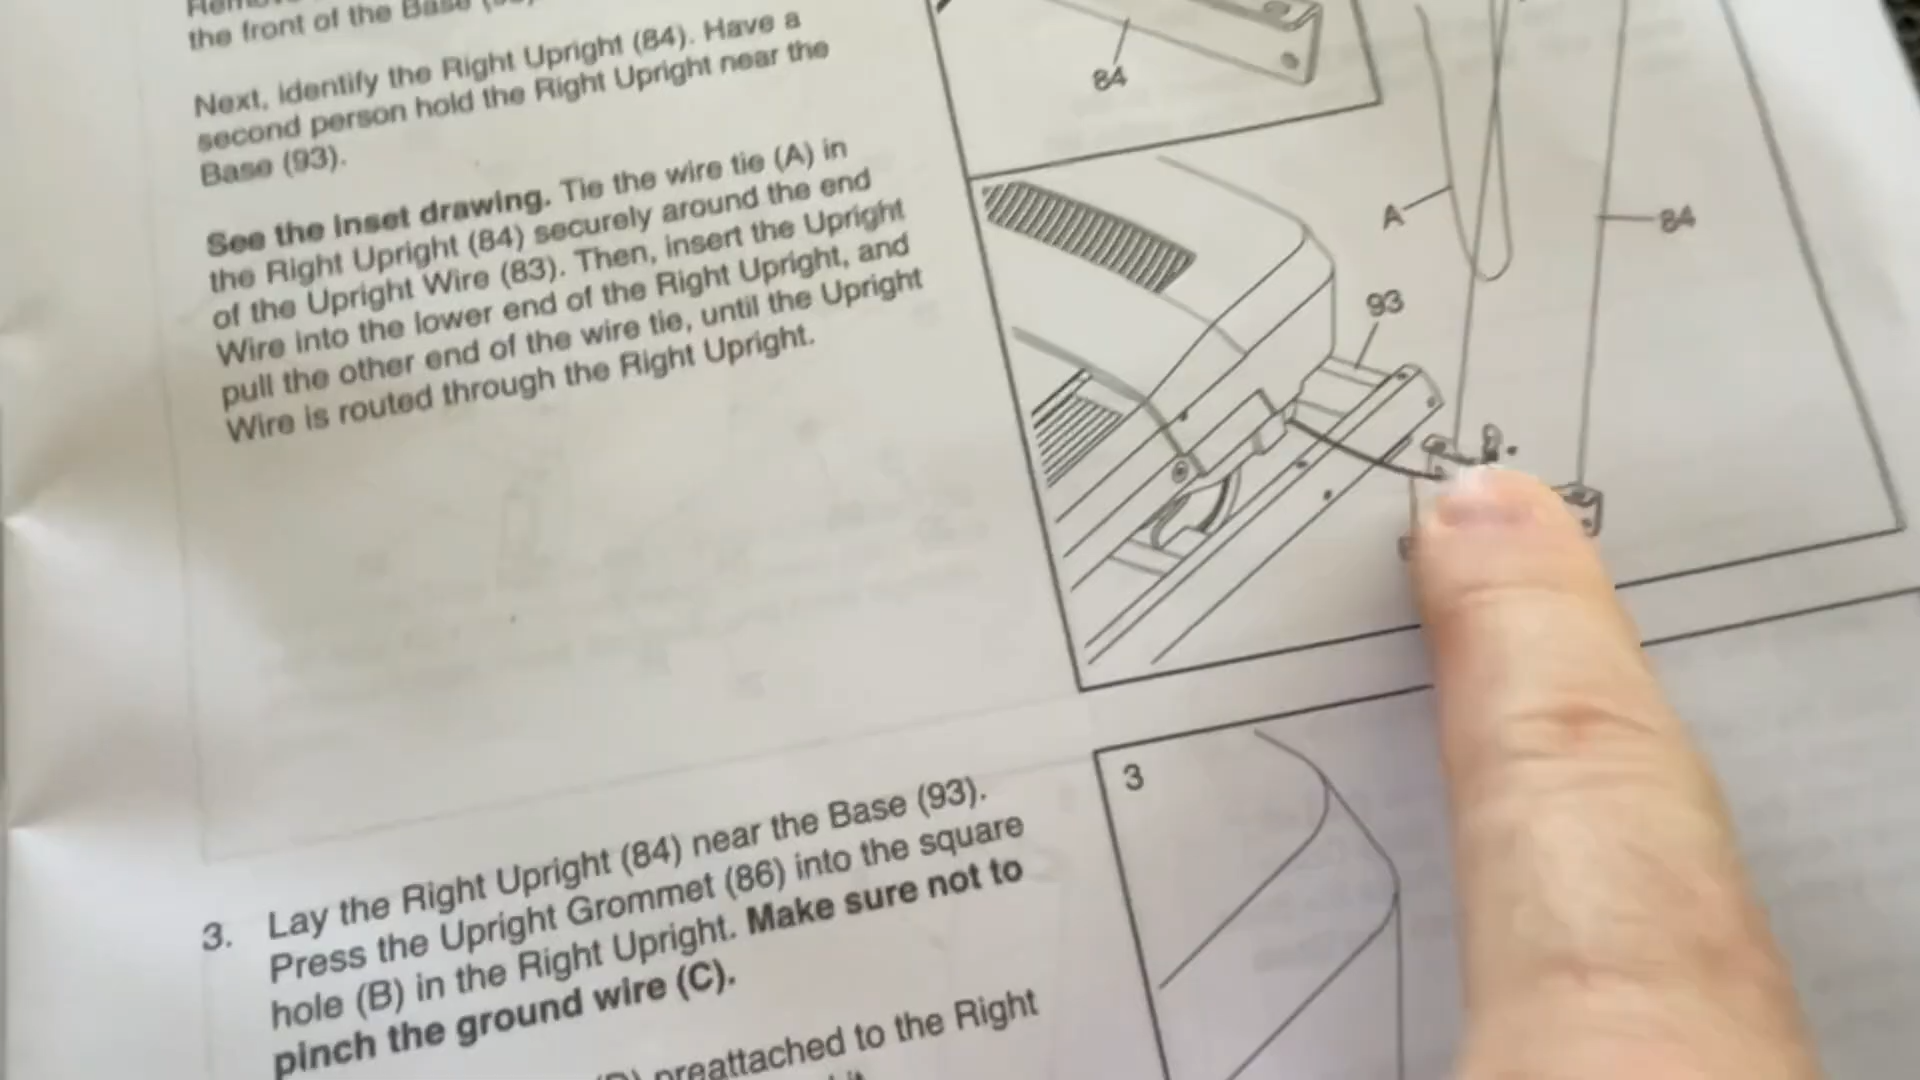 the front of the Base
Next, identify the Right Upright (84). Have a
second person hold the Right Upright near the
Base (93).
See the inset drawing. Tie the wire tie (A) in
the Right Upright (84) securely around the end
of the Upright Wire (83). Then, insert the Upright
Wire into the lower end of the Right Upright, and
pull the other end of the wire tie, until the Upright
Wire is routed through the Right Upright.
84
A
84
93
3. Lay the Right Upright (84) near the Base (93).
Press the Upright Grommet (86) into the square
hole (B) in the Right Upright. Make sure not to
pinch the ground wire (C).
preattached to the Right
3